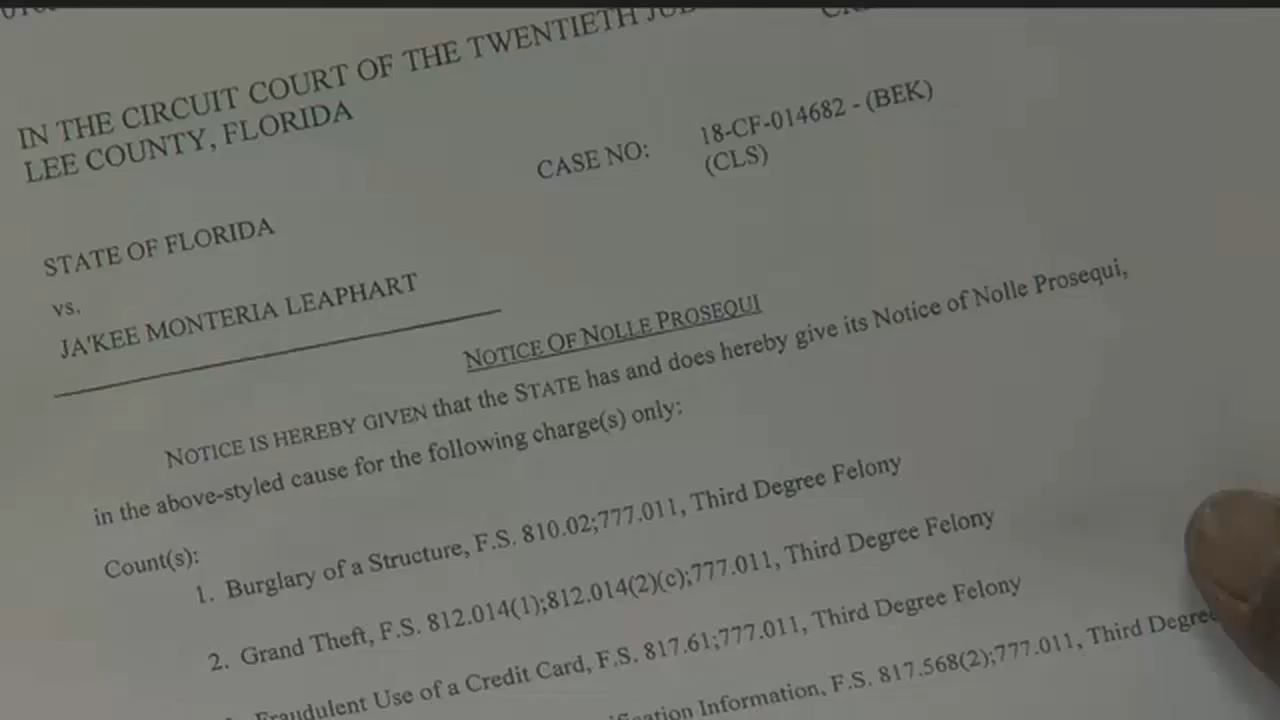 IN THE CIRCUIT COURT OF THE TWENTIETH
LEE COUNTY, FLORIDA
CASE NO: 18-CF-014682 - (BEK)
(CLS)
STATE OF FLORIDA
vs.
JA'KEE MONTERIA LEAPHART
NOTICE OF NOLLE PROSEQUI
NOTICE IS HEREBY GIVEN that the STATE has and does hereby give its Notice of Nolle Prosequi,
in the above-styled cause for the following charge(s) only:
Count(s):
1. Burglary of a Structure, F.S. 810.02;777.011, Third Degree Felony
2. Grand Theft, F.S. 812.014(1);812.014(2)(c);777.011, Third Degree Felony
Fraudulent Use of a Credit Card, F.S. 817.61;777.011, Third Degree Felony
Information, F.S. 817.568(2);777.011, Third Degree